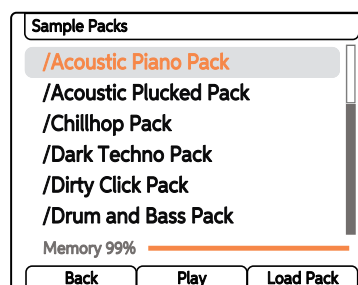 Sample Packs
/Acoustic Piano Pack
/Acoustic Plucked Pack
/Chillhop Pack
/Dark Techno Pack
/Dirty Click Pack
/Drum and Bass Pack
Memory 99%
Back Play Load Pack